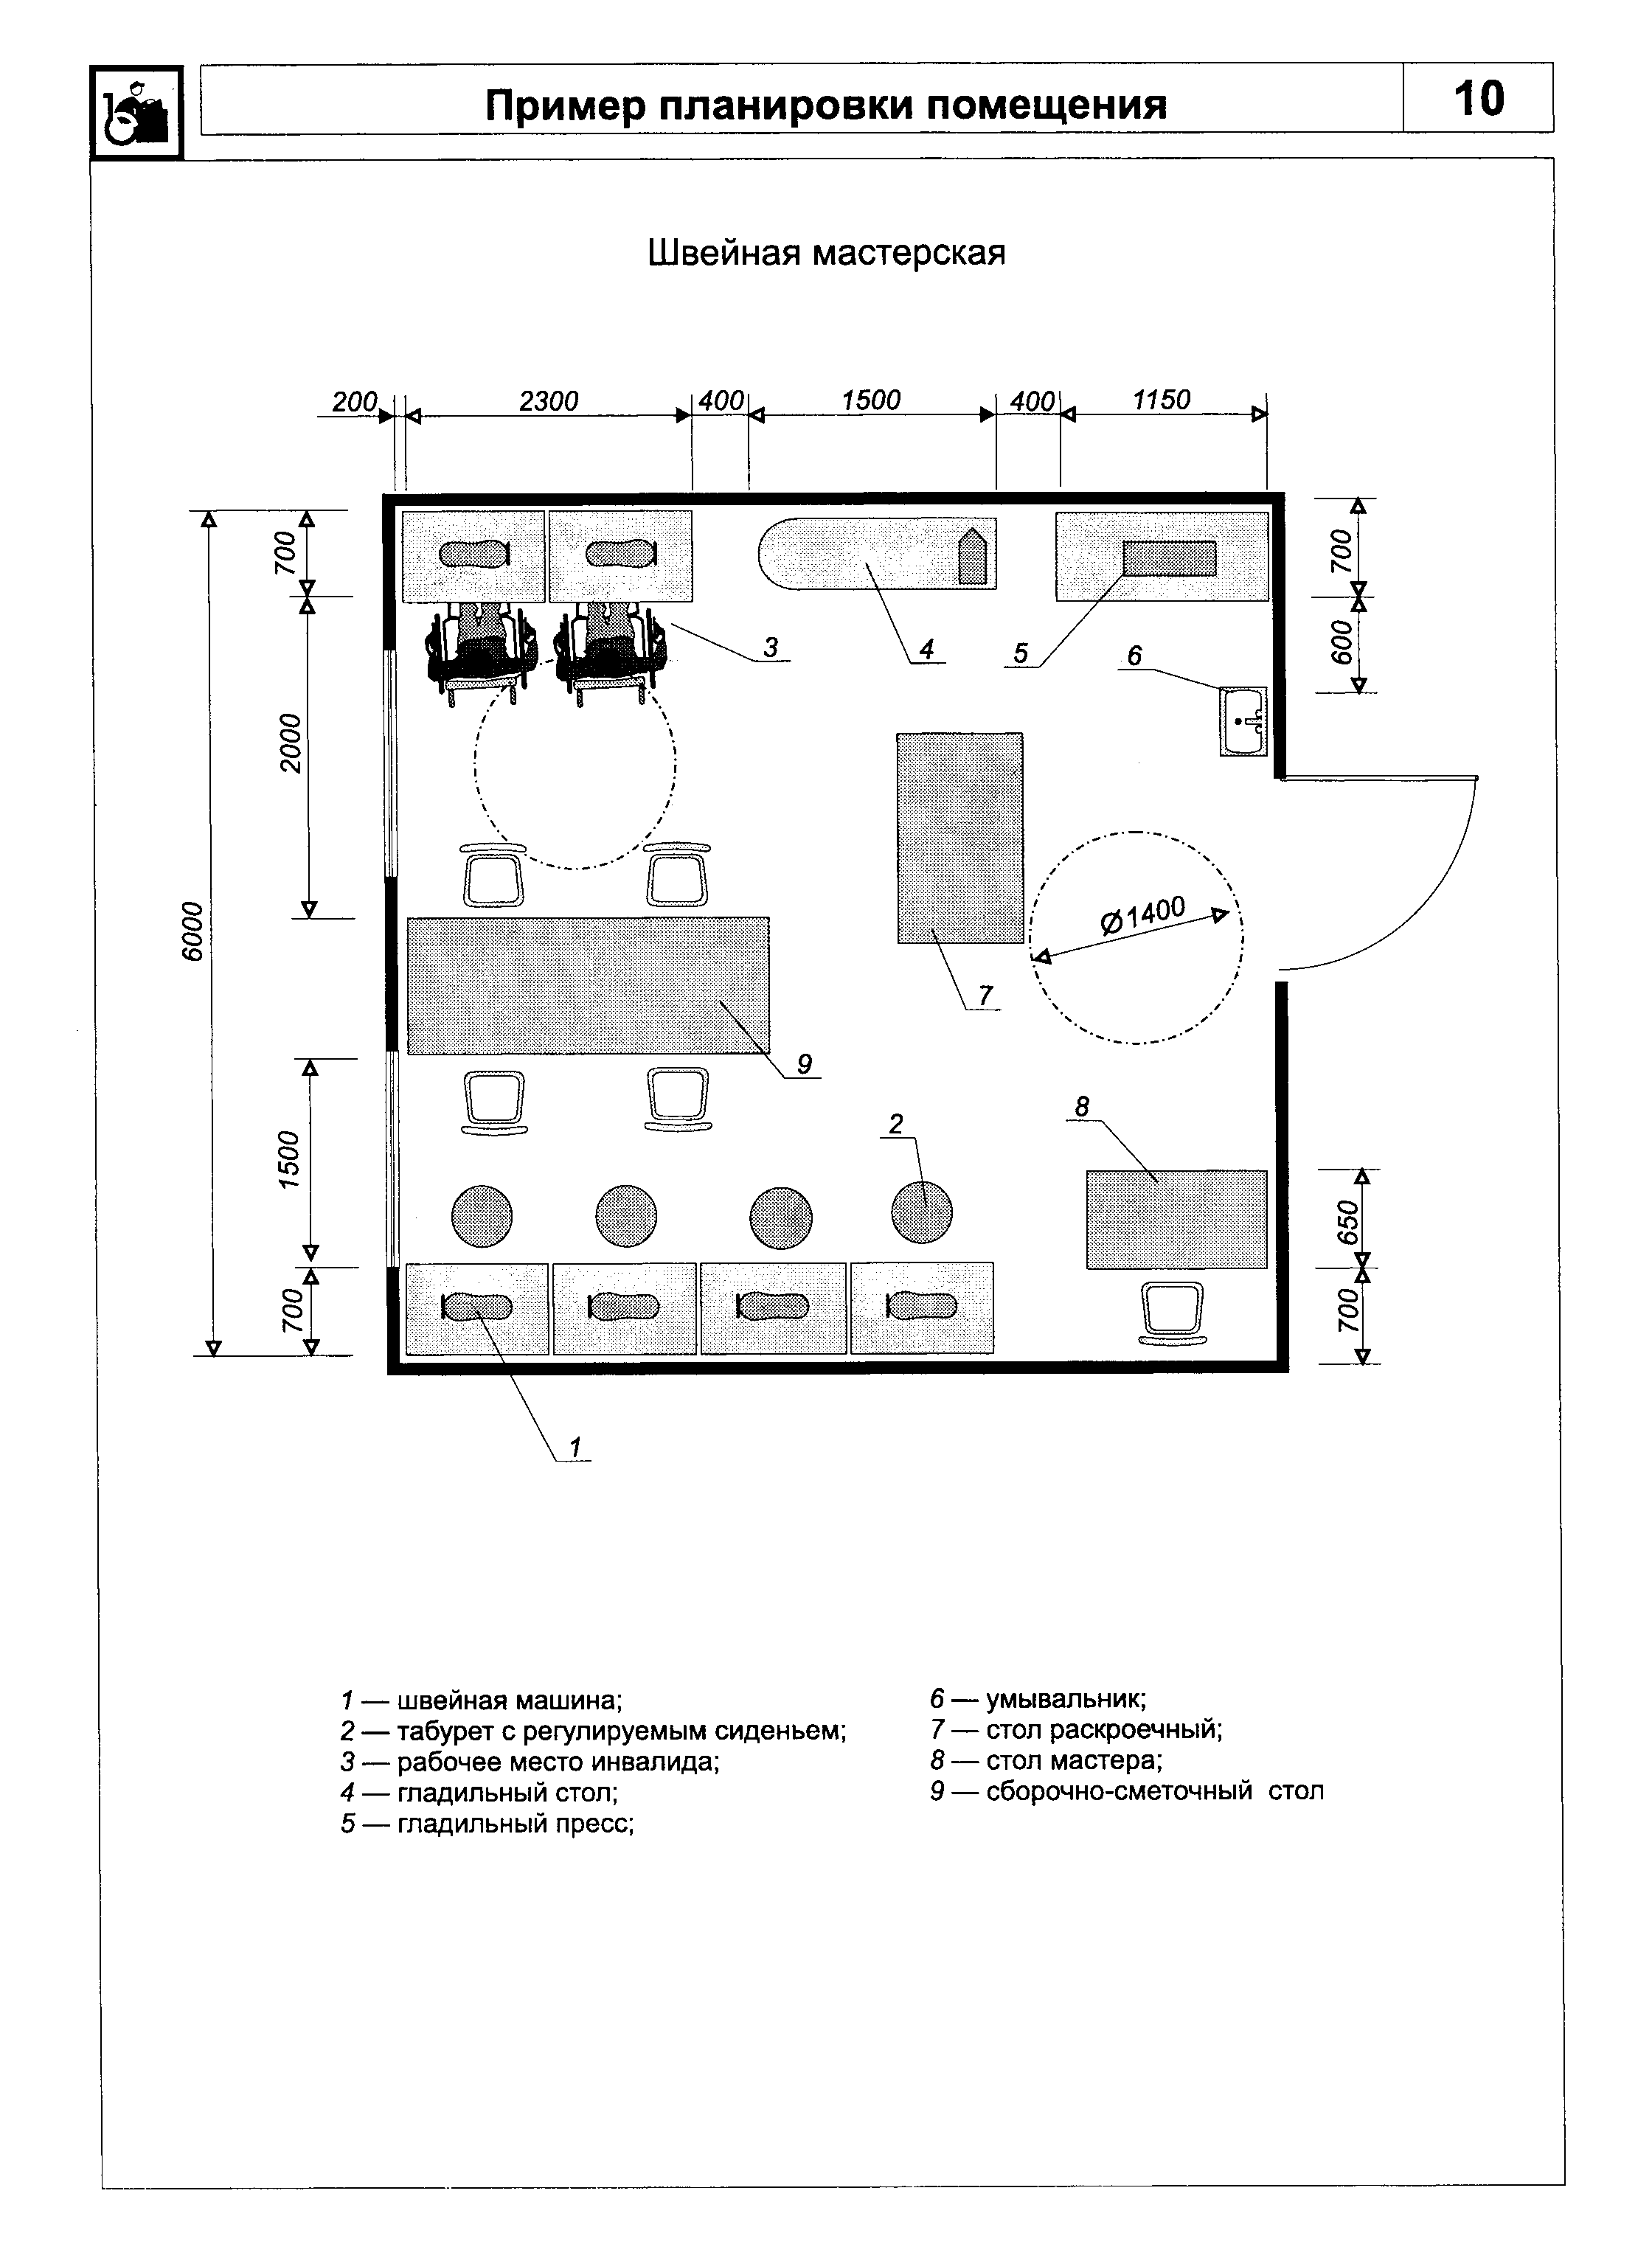 Пример планировки помещения
10
Швейная мастерская
200 2300 400 1500 400 1150
700
700
3
4
5
6
600
2000
6000
Ø1400
7
9
8
2
1500
650
700
700
1
1 — швейная машина;
2 — табурет с регулируемым сиденьем;
3 — рабочее место инвалида;
4 — гладильный стол;
5 — гладильный пресс;
6 — умывальник;
7 — стол раскроечный;
8 — стол мастера;
9 — сборочно-сметочный стол